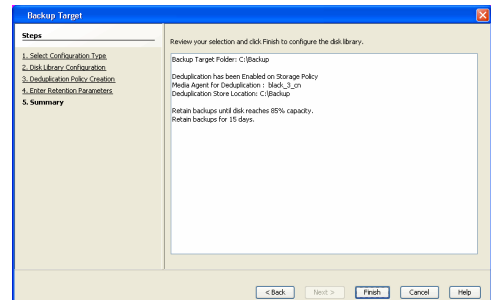 Backup Target
Steps
1. Select Configuration Type
2. Disk Library Configuration
3. Deduplication Policy Creation
4. Enter Retention Parameters
5. Summary
Review your selection and click Finish to configure the disk library.
Backup Target Folder: C:\Backup
Deduplication has been Enabled on Storage Policy
Media Agent for Deduplication : black_3_cn
Deduplication Store Location: C:\Backup
Retain backups until disk reaches 85% capacity.
Retain backups for 15 days.
< Back Next > Finish Cancel Help